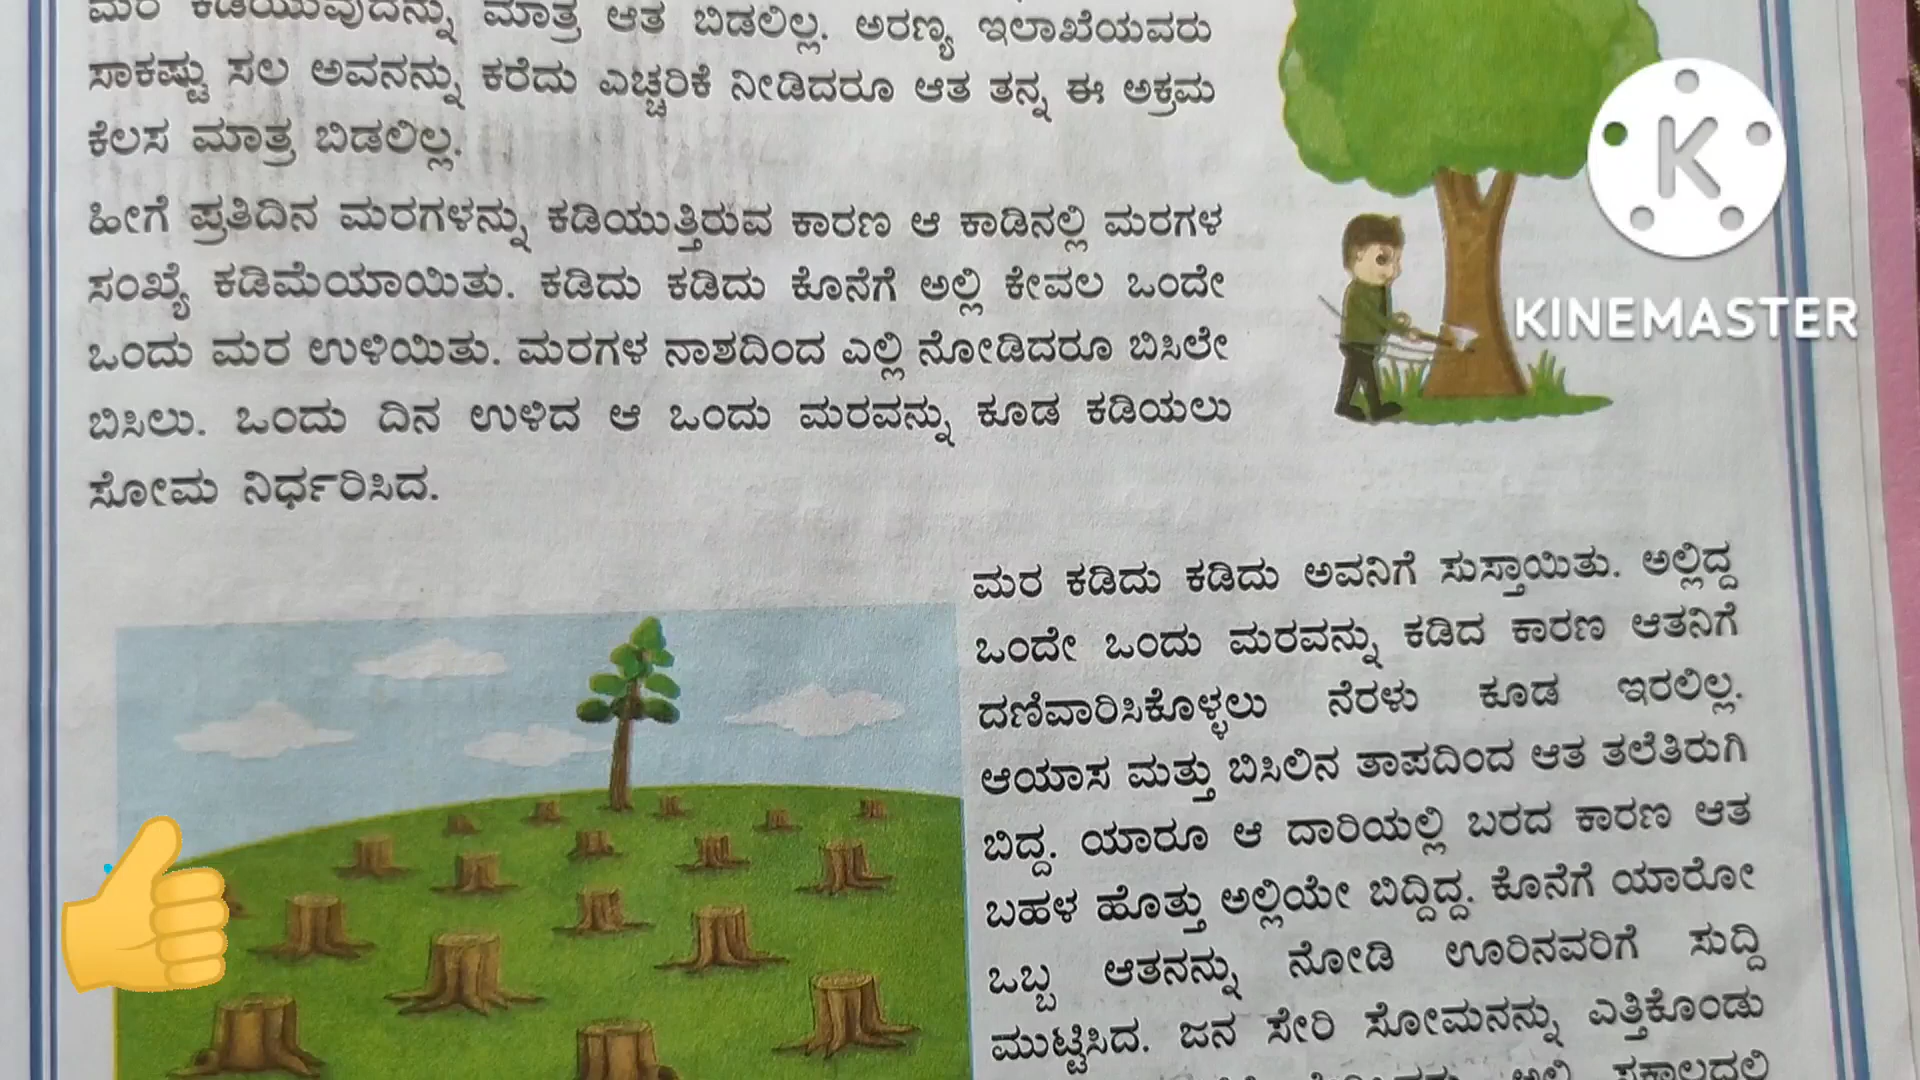 ಮರ ಕಡಿಯುವುದನ್ನು ಮಾತ್ರ ಆತ ಬಿಡಲಿಲ್ಲ. ಅರಣ್ಯ ಇಲಾಖೆಯವರು
ಸಾಕಷ್ಟು ಸಲ ಅವನನ್ನು ಕರೆದು ಎಚ್ಚರಿಕೆ ನೀಡಿದರೂ ಆತ ತನ್ನ ಈ ಅಕ್ರಮ
ಕೆಲಸ ಮಾತ್ರ ಬಿಡಲಿಲ್ಲ.
ಹೀಗೆ ಪ್ರತಿದಿನ ಮರಗಳನ್ನು ಕಡಿಯುತ್ತಿರುವ ಕಾರಣ ಆ ಕಾಡಿನಲ್ಲಿ ಮರಗಳ
ಸಂಖ್ಯೆ ಕಡಿಮೆಯಾಯಿತು. ಕಡಿದು ಕಡಿದು ಕೊನೆಗೆ ಅಲ್ಲಿ ಕೇವಲ ಒಂದೇ
ಒಂದು ಮರ ಉಳಿಯಿತು. ಮರಗಳ ನಾಶದಿಂದ ಎಲ್ಲಿ ನೋಡಿದರೂ ಬಿಸಿಲೇ
ಬಿಸಿಲು. ಒಂದು ದಿನ ಉಳಿದ ಆ ಒಂದು ಮರವನ್ನು ಕೂಡ ಕಡಿಯಲು
ಸೋಮ ನಿರ್ಧರಿಸಿದ.
KINEMASTER
ಮರ ಕಡಿದು ಕಡಿದು ಅವನಿಗೆ ಸುಸ್ತಾಯಿತು. ಅಲ್ಲಿದ್ದ
ಒಂದೇ ಒಂದು ಮರವನ್ನು ಕಡಿದ ಕಾರಣ ಆತನಿಗೆ
ದಣಿವಾರಿಸಿಕೊಳ್ಳಲು ನೆರಳು ಕೂಡ ಇರಲಿಲ್ಲ.
ಆಯಾಸ ಮತ್ತು ಬಿಸಿಲಿನ ತಾಪದಿಂದ ಆತ ತಲೆತಿರುಗಿ
ಬಿದ್ದ. ಯಾರೂ ಆ ದಾರಿಯಲ್ಲಿ ಬರದ ಕಾರಣ ಆತ
ಬಹಳ ಹೊತ್ತು ಅಲ್ಲಿಯೇ ಬಿದ್ದಿದ್ದ. ಕೊನೆಗೆ ಯಾರೋ
ಒಬ್ಬ ಆತನನ್ನು ನೋಡಿ ಊರಿನವರಿಗೆ ಸುದ್ದಿ
ಮುಟ್ಟಿಸಿದ. ಜನ ಸೇರಿ ಸೋಮನನ್ನು ಎತ್ತಿಕೊಂಡು